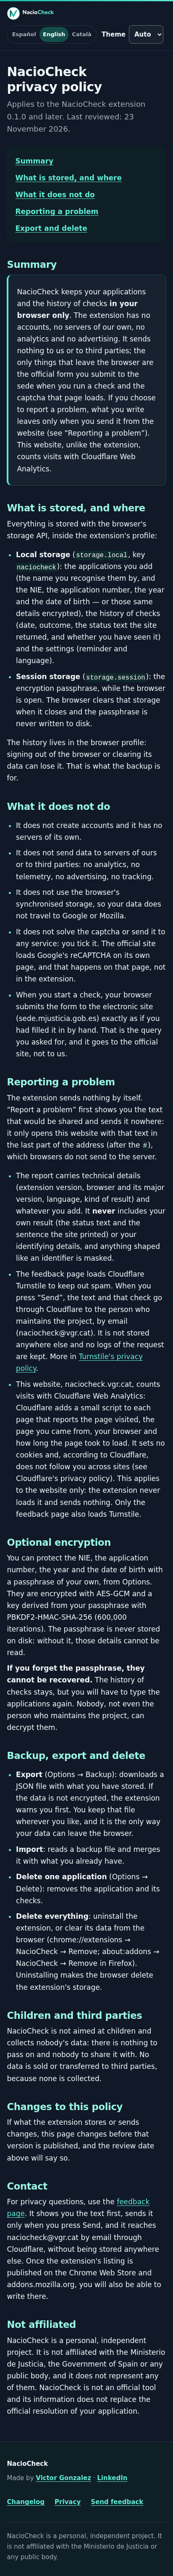 NacioCheck
Español English Català Theme Auto
NacioCheck
privacy policy
Applies to the NacioCheck extension
0.1.0 and later. Last reviewed: 23
November 2026.
Summary
What is stored, and where
What it does not do
Reporting a problem
Export and delete
Summary
NacioCheck keeps your applications
and the history of checks in your
browser only. The extension has no
accounts, no servers of our own, no
analytics and no advertising. It sends
nothing to us or to third parties; the
only things that leave the browser are
the official form you submit to the
sede when you run a check and the
captcha that page loads. If you choose
to report a problem, what you write
leaves only when you send it from the
website (see “Reporting a problem”).
This website, unlike the extension,
counts visits with Cloudflare Web
Analytics.
What is stored, and where
Everything is stored with the browser's
storage API, inside the extension's profile:
• Local storage (storage.local, key
naciocheck): the applications you add
(the name you recognise them by, and
the NIE, application number, the year
and the date of birth — or those same
details encrypted), the history of checks
(date, outcome, the status text the site
returned, and whether you have seen it)
and the settings (reminder and
language).
• Session storage (storage.session): the
encryption passphrase, while the browser
is open. The browser clears that storage
when it closes and the passphrase is
never written to disk.
The history lives in the browser profile:
signing out of the browser or clearing its
data can lose it. That is what the backup is
for.
What it does not do
• It does not create accounts and it has no
servers of its own.
• It does not send data to servers of ours
or to third parties: no analytics, no
telemetry, no advertising, no tracking.
• It does not use the browser's
synchronised storage, so your data does
not travel to Google or Mozilla.
• It does not solve the captcha or send it to
any service: you tick it. The official site
loads Google's reCAPTCHA on its own
page, and that happens on that page, not
in the extension.
• When you start a check, your browser
submits the form to the electronic site
(sede.mjusticia.gob.es) exactly as if you
had filled it in by hand. That is the query
you asked for, and it goes to the official
site, not to us.
Reporting a problem
The extension sends nothing by itself.
“Report a problem” first shows you the text
that would be shared and sends it nowhere:
it only opens this website with that text in
the last part of the address (after the #),
which browsers do not send to the server.
• The report carries technical details
(extension version, browser and its major
version, language, kind of result) and
whatever you add. It never includes your
own result (the status text and the
sentence the site printed) or your
identifying details, and anything shaped
like an identifier is masked.
• The feedback page loads Cloudflare
Turnstile to keep out spam. When you
press “Send”, the text and that check go
through Cloudflare to the person who
maintains the project, by email
(naciocheck@vgr.cat). It is not stored
anywhere else and no logs of the request
are kept. More in Turnstile's privacy
policy.
• This website, naciocheck.vgr.cat, counts
visits with Cloudflare Web Analytics:
Cloudflare adds a small script to each
page that reports the page visited, the
page you came from, your browser and
how long the page took to load. It sets no
cookies and, according to Cloudflare,
does not follow you across sites (see
Cloudflare's privacy policy). This applies
to the website only: the extension never
loads it and sends nothing. Only the
feedback page also loads Turnstile.
Optional encryption
You can protect the NIE, the application
number, the year and the date of birth with
a passphrase of your own, from Options.
They are encrypted with AES-GCM and a
key derived from your passphrase with
PBKDF2-HMAC-SHA-256 (600,000
iterations). The passphrase is never stored
on disk: without it, those details cannot be
read.
If you forget the passphrase, they
cannot be recovered. The history of
checks stays, but you will have to type the
applications again. Nobody, not even the
person who maintains the project, can
decrypt them.
Backup, export and delete
• Export (Options → Backup): downloads a
JSON file with what you have stored. If
the data is not encrypted, the extension
warns you first. You keep that file
wherever you like, and it is the only way
your data can leave the browser.
• Import: reads a backup file and merges
it with what you already have.
• Delete one application (Options →
Delete): removes the application and its
checks.
• Delete everything: uninstall the
extension, or clear its data from the
browser (chrome://extensions →
NacioCheck → Remove; about:addons →
NacioCheck → Remove in Firefox).
Uninstalling makes the browser delete
the extension's storage.
Children and third parties
NacioCheck is not aimed at children and
collects nobody's data: there is nothing to
pass on and nobody to share it with. No
data is sold or transferred to third parties,
because none is collected.
Changes to this policy
If what the extension stores or sends
changes, this page changes before that
version is published, and the review date
above will say so.
Contact
For privacy questions, use the feedback
page. It shows you the text first, sends it
only when you press Send, and it reaches
naciocheck@vgr.cat by email through
Cloudflare, without being stored anywhere
else. Once the extension's listing is
published on the Chrome Web Store and
addons.mozilla.org, you will also be able to
write there.
Not affiliated
NacioCheck is a personal, independent
project. It is not affiliated with the Ministerio
de Justicia, the Government of Spain or any
public body, and it does not represent any
of them. NacioCheck is not an official tool
and its information does not replace the
official resolution of your application.
NacioCheck
Made by Victor Gonzalez · LinkedIn
Changelog Privacy Send feedback
NacioCheck is a personal, independent project. It is
not affiliated with the Ministerio de Justicia or any
public body.